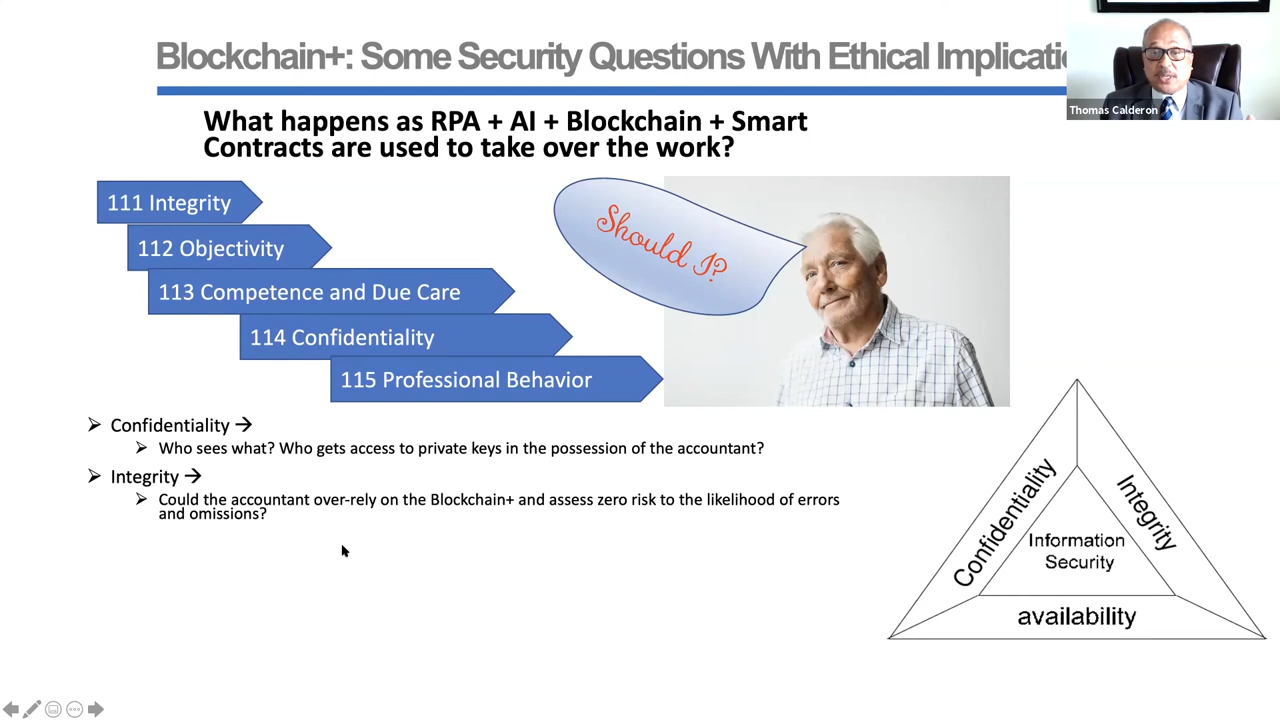 Blockchain+: Some Security Questions With Ethical Implicatio
Thomas Calderon
What happens as RPA + AI + Blockchain + Smart
Contracts are used to take over the work?
111 Integrity
112 Objectivity
113 Competence and Due Care
114 Confidentiality
115 Professional Behavior
Should I?
➢ Confidentiality →
➢ Who sees what? Who gets access to private keys in the possession of the accountant?
➢ Integrity →
➢ Could the accountant over-rely on the Blockchain+ and assess zero risk to the likelihood of errors
and omissions?
Confidentiality
Integrity
Information
Security
availability